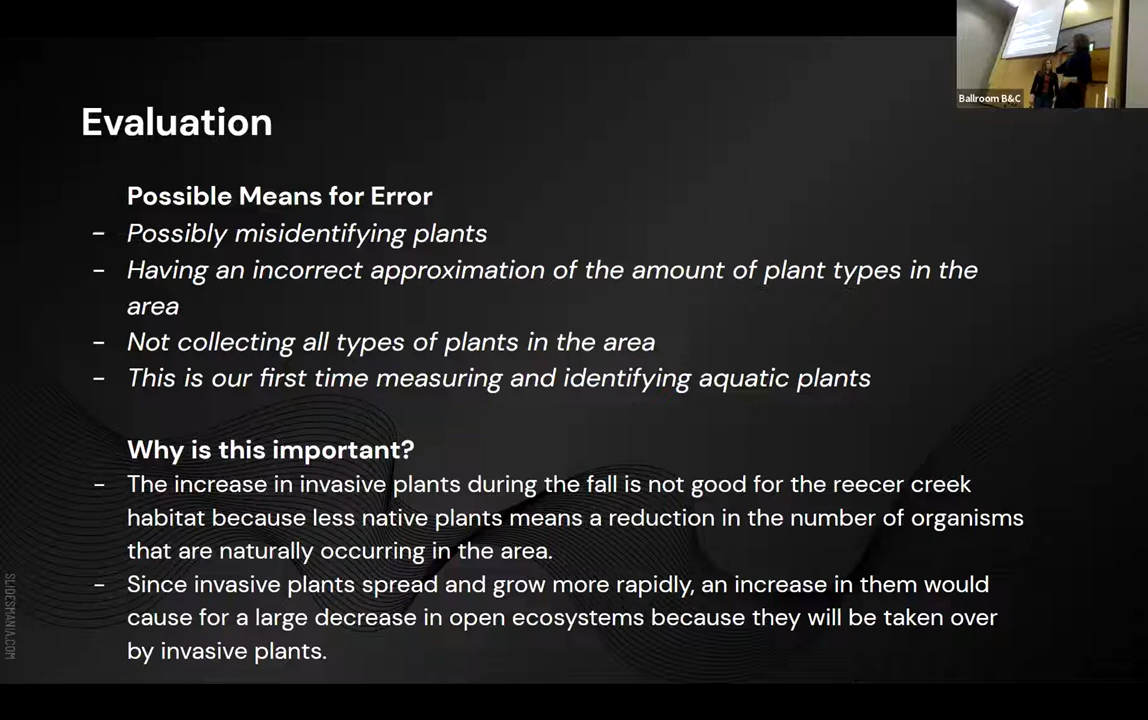 Ballroom B&C
Evaluation
Possible Means for Error
- Possibly misidentifying plants
- Having an incorrect approximation of the amount of plant types in the
area
- Not collecting all types of plants in the area
- This is our first time measuring and identifying aquatic plants
Why is this important?
- The increase in invasive plants during the fall is not good for the reecer creek
habitat because less native plants means a reduction in the number of organisms
that are naturally occurring in the area.
- Since invasive plants spread and grow more rapidly, an increase in them would
cause for a large decrease in open ecosystems because they will be taken over
by invasive plants.
SLIDESMANIA.COM